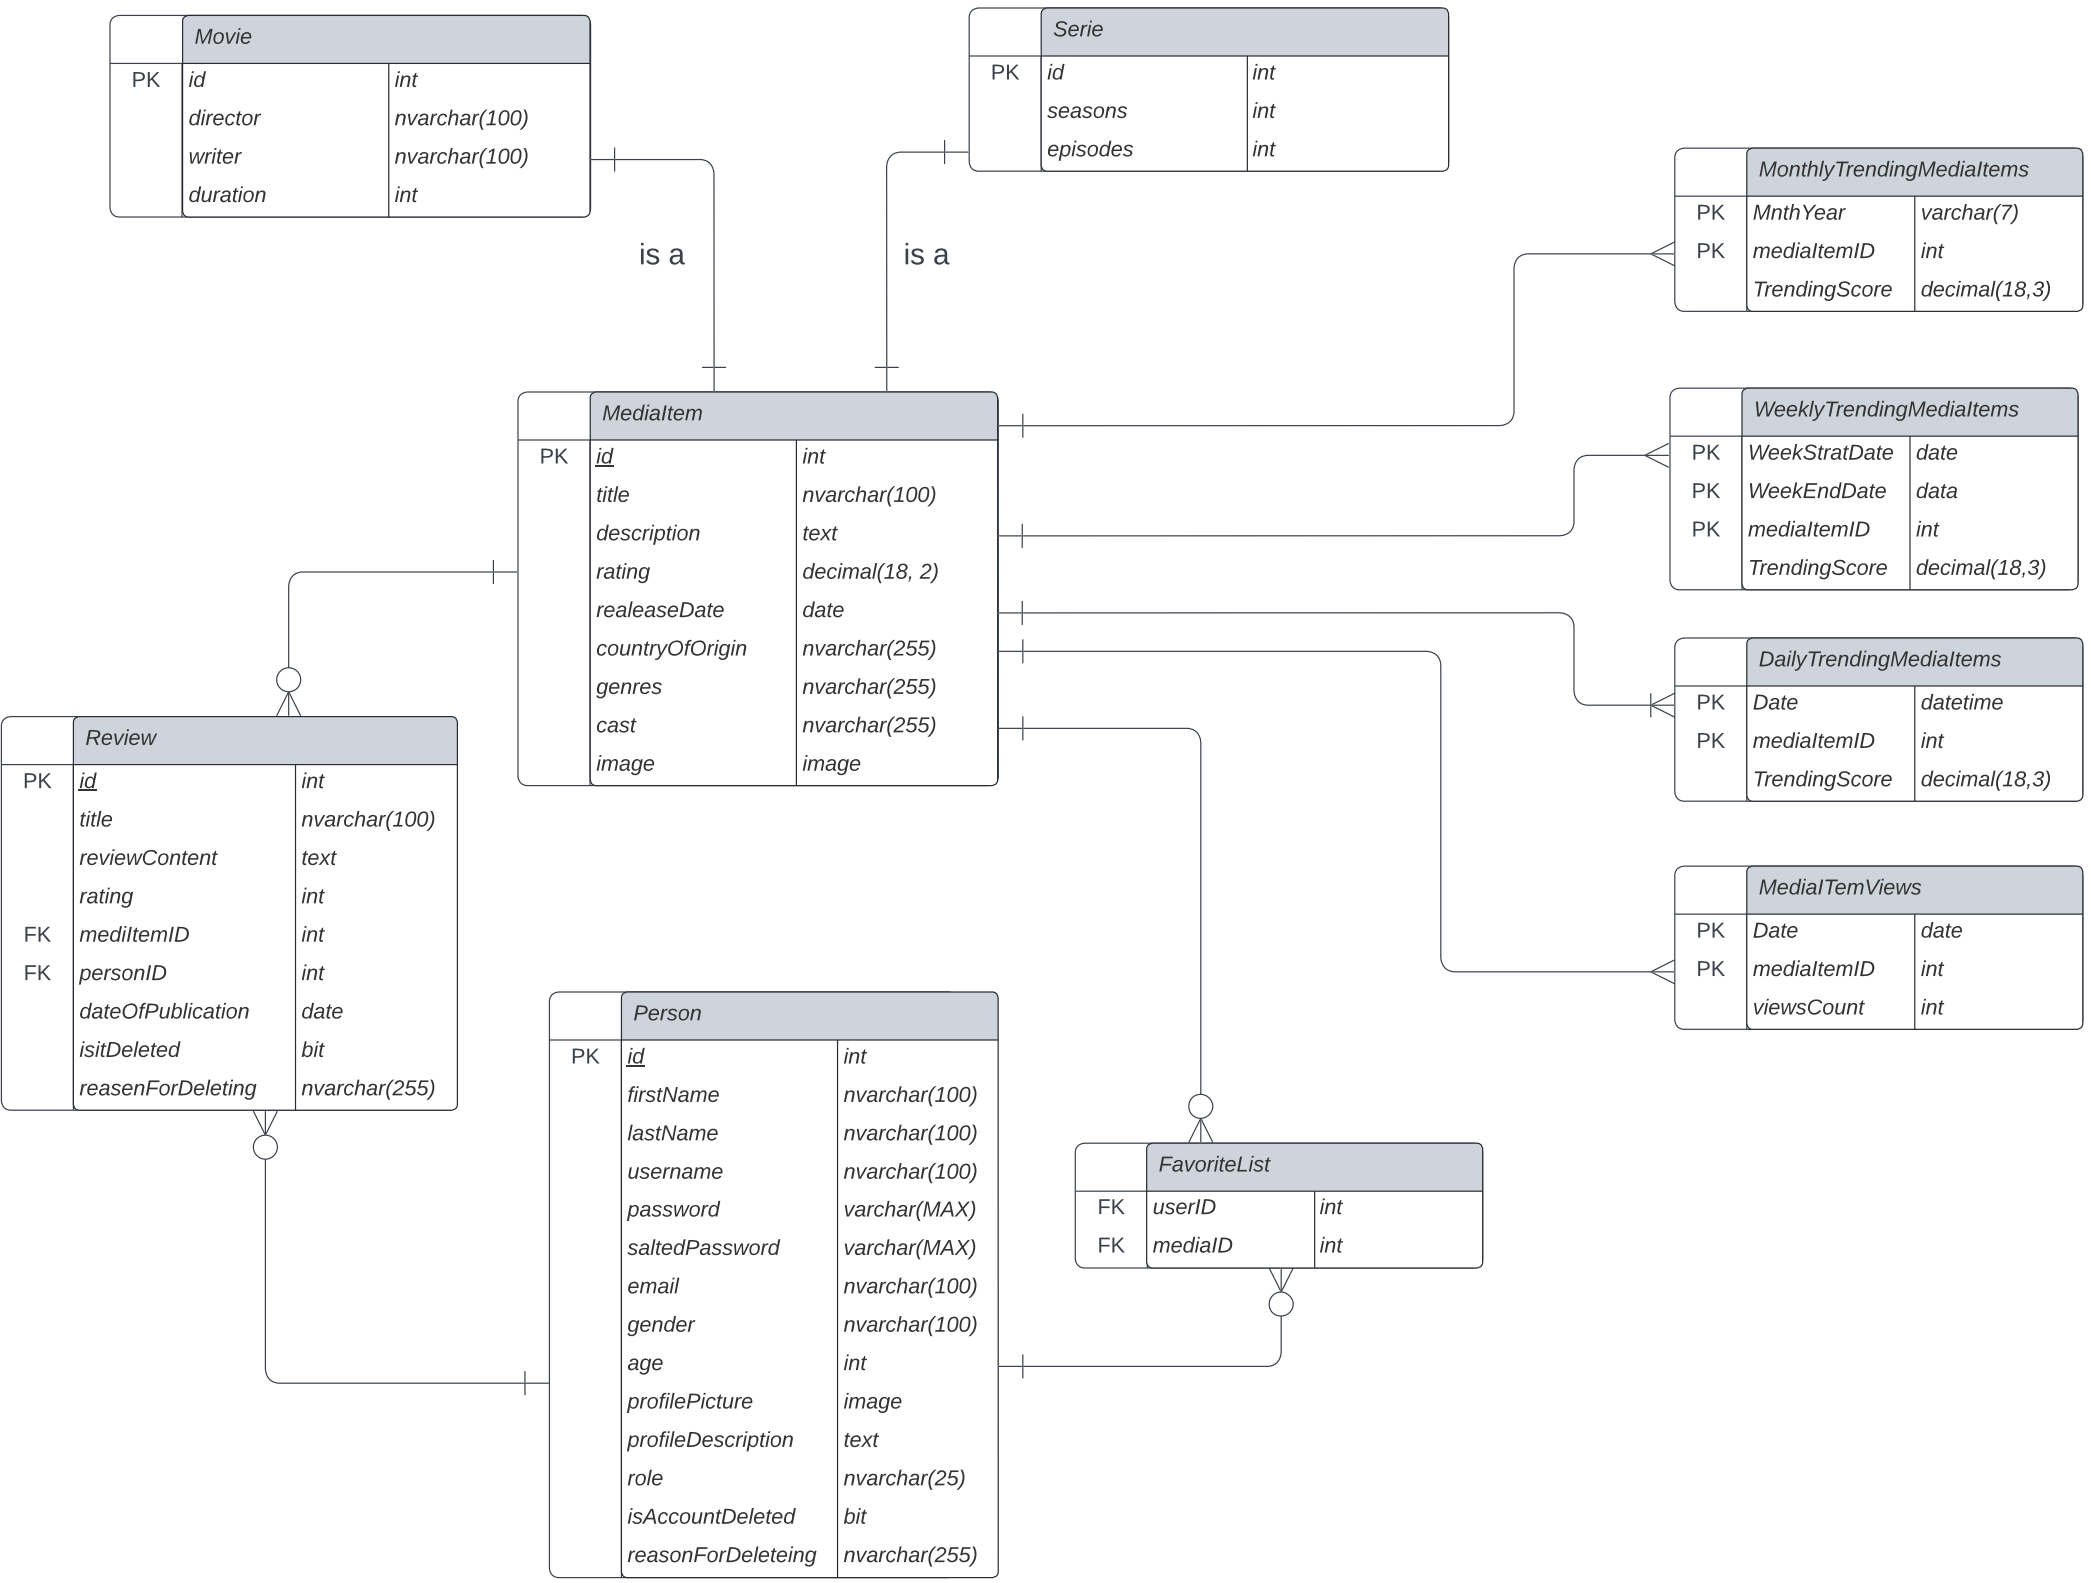 Movie
PK id int
director nvarchar(100)
writer nvarchar(100)
duration int
Serie
PK id int
seasons int
episodes int
is a
is a
MonthlyTrendingMediaItems
PK MnthYear varchar(7)
PK mediaItemID int
TrendingScore decimal(18,3)
MediaItem
PK id int
title nvarchar(100)
description text
rating decimal(18, 2)
realeaseDate date
countryOfOrigin nvarchar(255)
genres nvarchar(255)
cast nvarchar(255)
image image
WeeklyTrendingMediaItems
PK WeekStratDate date
PK WeekEndDate data
PK mediaItemID int
TrendingScore decimal(18,3)
DailyTrendingMediaItems
PK Date datetime
PK mediaItemID int
TrendingScore decimal(18,3)
Review
PK id int
title nvarchar(100)
reviewContent text
rating int
FK mediItemID int
FK personID int
dateOfPublication date
isitDeleted bit
reasenForDeleting nvarchar(255)
MediaITemViews
PK Date date
PK mediaItemID int
viewsCount int
Person
PK id int
firstName nvarchar(100)
lastName nvarchar(100)
username nvarchar(100)
password varchar(MAX)
saltedPassword varchar(MAX)
email nvarchar(100)
gender nvarchar(100)
age int
profilePicture image
profileDescription text
role nvarchar(25)
isAccountDeleted bit
reasonForDeleteing nvarchar(255)
FavoriteList
FK userID int
FK mediaID int